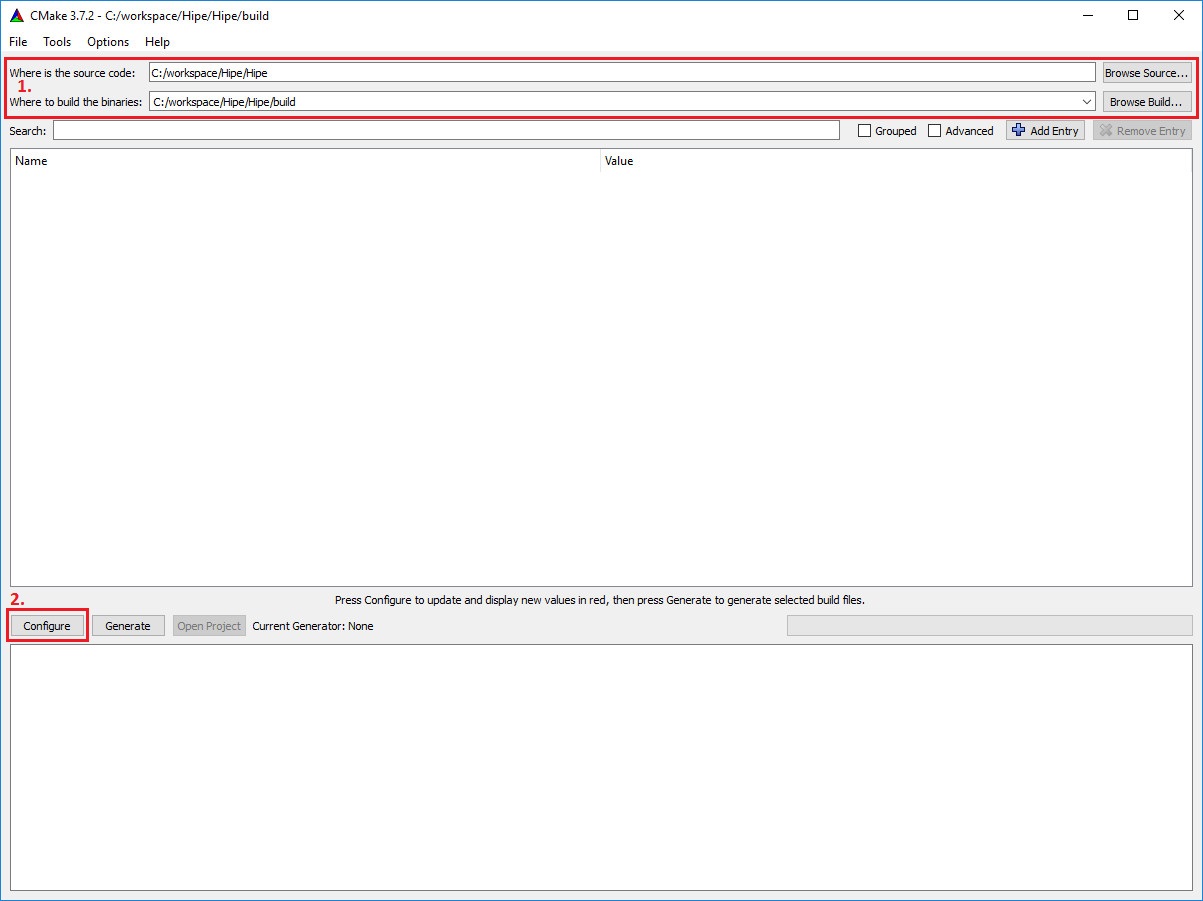 CMake 3.7.2 - C:/workspace/Hipe/Hipe/build
File Tools Options Help
Where is the source code: C:/workspace/Hipe/Hipe Browse Source...
1.
Where to build the binaries: C:/workspace/Hipe/Hipe/build Browse Build...
Search: Grouped Advanced Add Entry Remove Entry
Name Value
2.
Press Configure to update and display new values in red, then press Generate to generate selected build files.
Configure Generate Open Project Current Generator: None